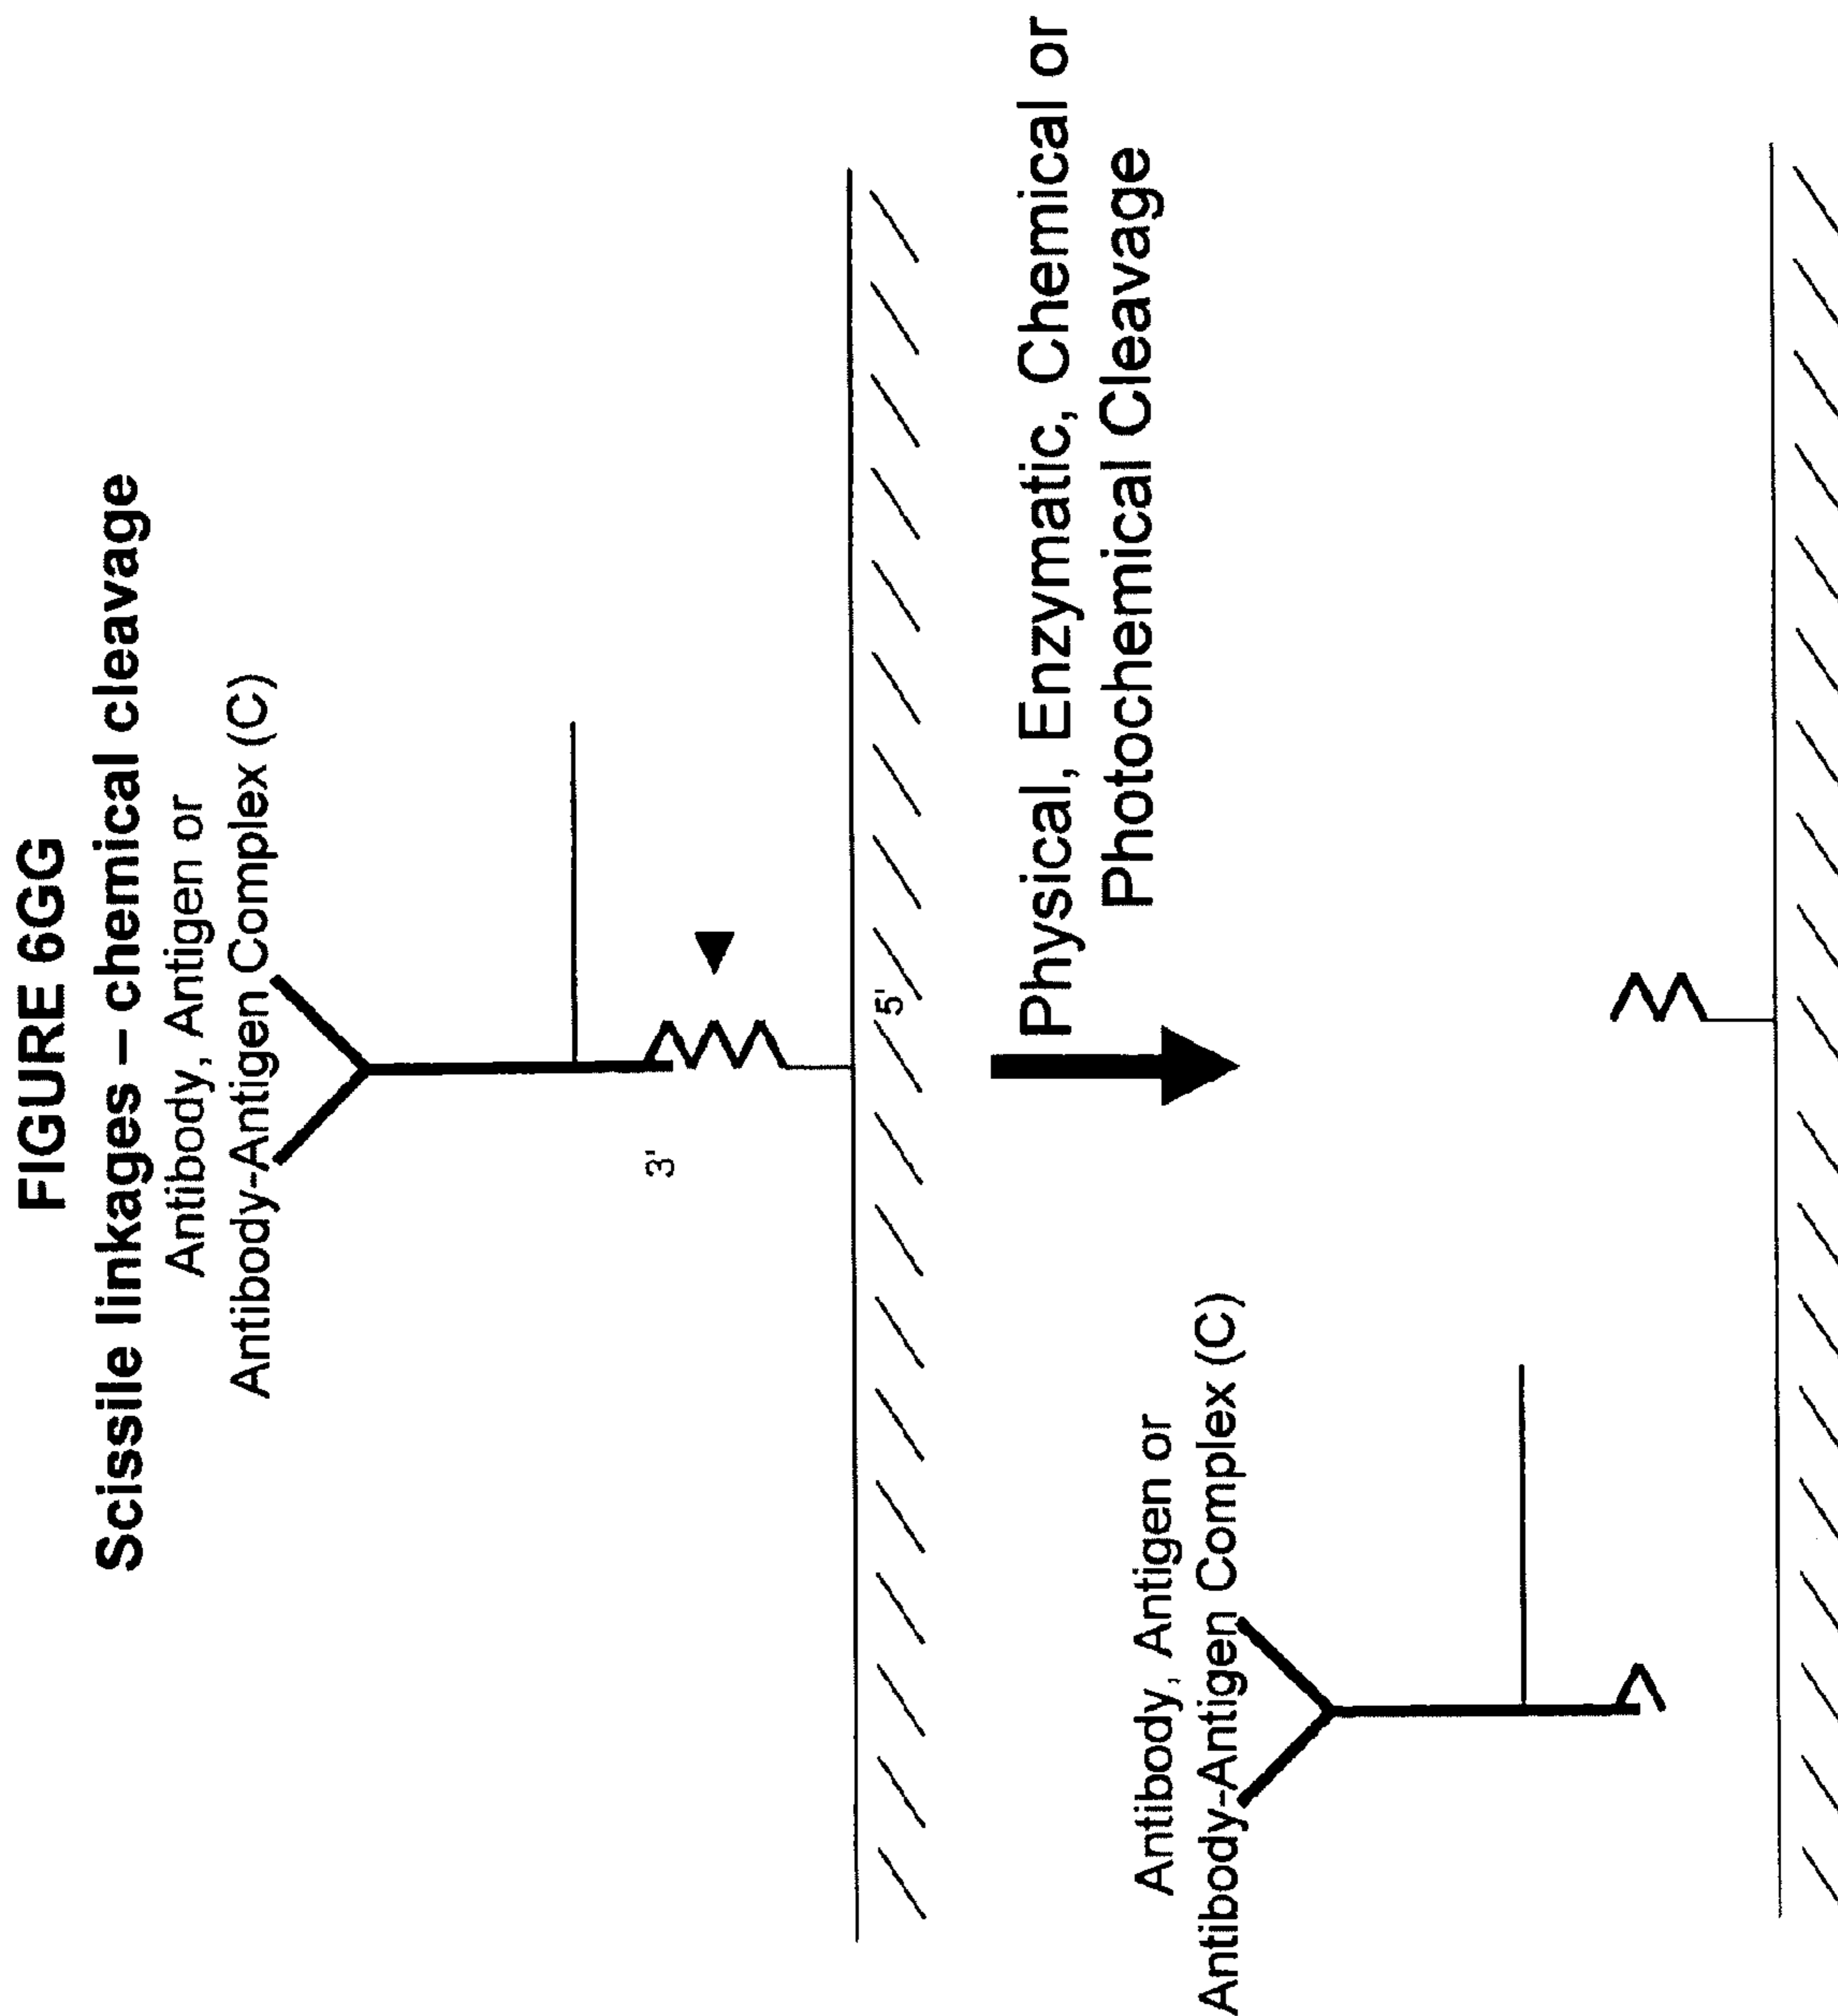 FIGURE 6GG
Scissile linkages – chemical cleavage
Antibody, Antigen or
Antibody-Antigen Complex (C)
3'
5'
Physical, Enzymatic, Chemical or
Photochemical Cleavage
Antibody, Antigen or
Antibody-Antigen Complex (C)